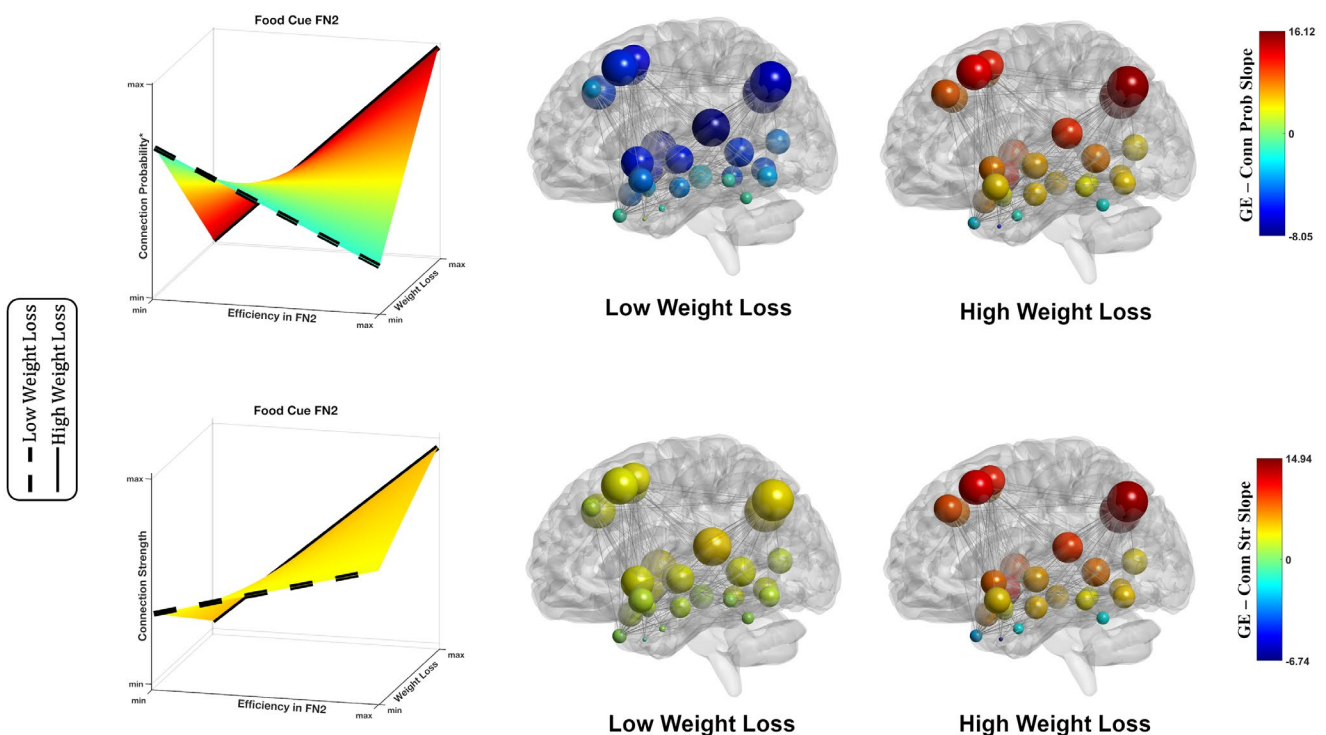 Food Cue FN2
max
Connection Probability*
min
min
Efficiency in FN2
max
min
Weight Loss
max
Low Weight Loss
High Weight Loss
GE – Conn Prob Slope
16.12
0
-8.05
Low Weight Loss
High Weight Loss
Food Cue FN2
max
Connection Strength
min
min
Efficiency in FN2
max
min
Weight Loss
max
Low Weight Loss
High Weight Loss
GE – Conn Str Slope
14.94
0
-6.74